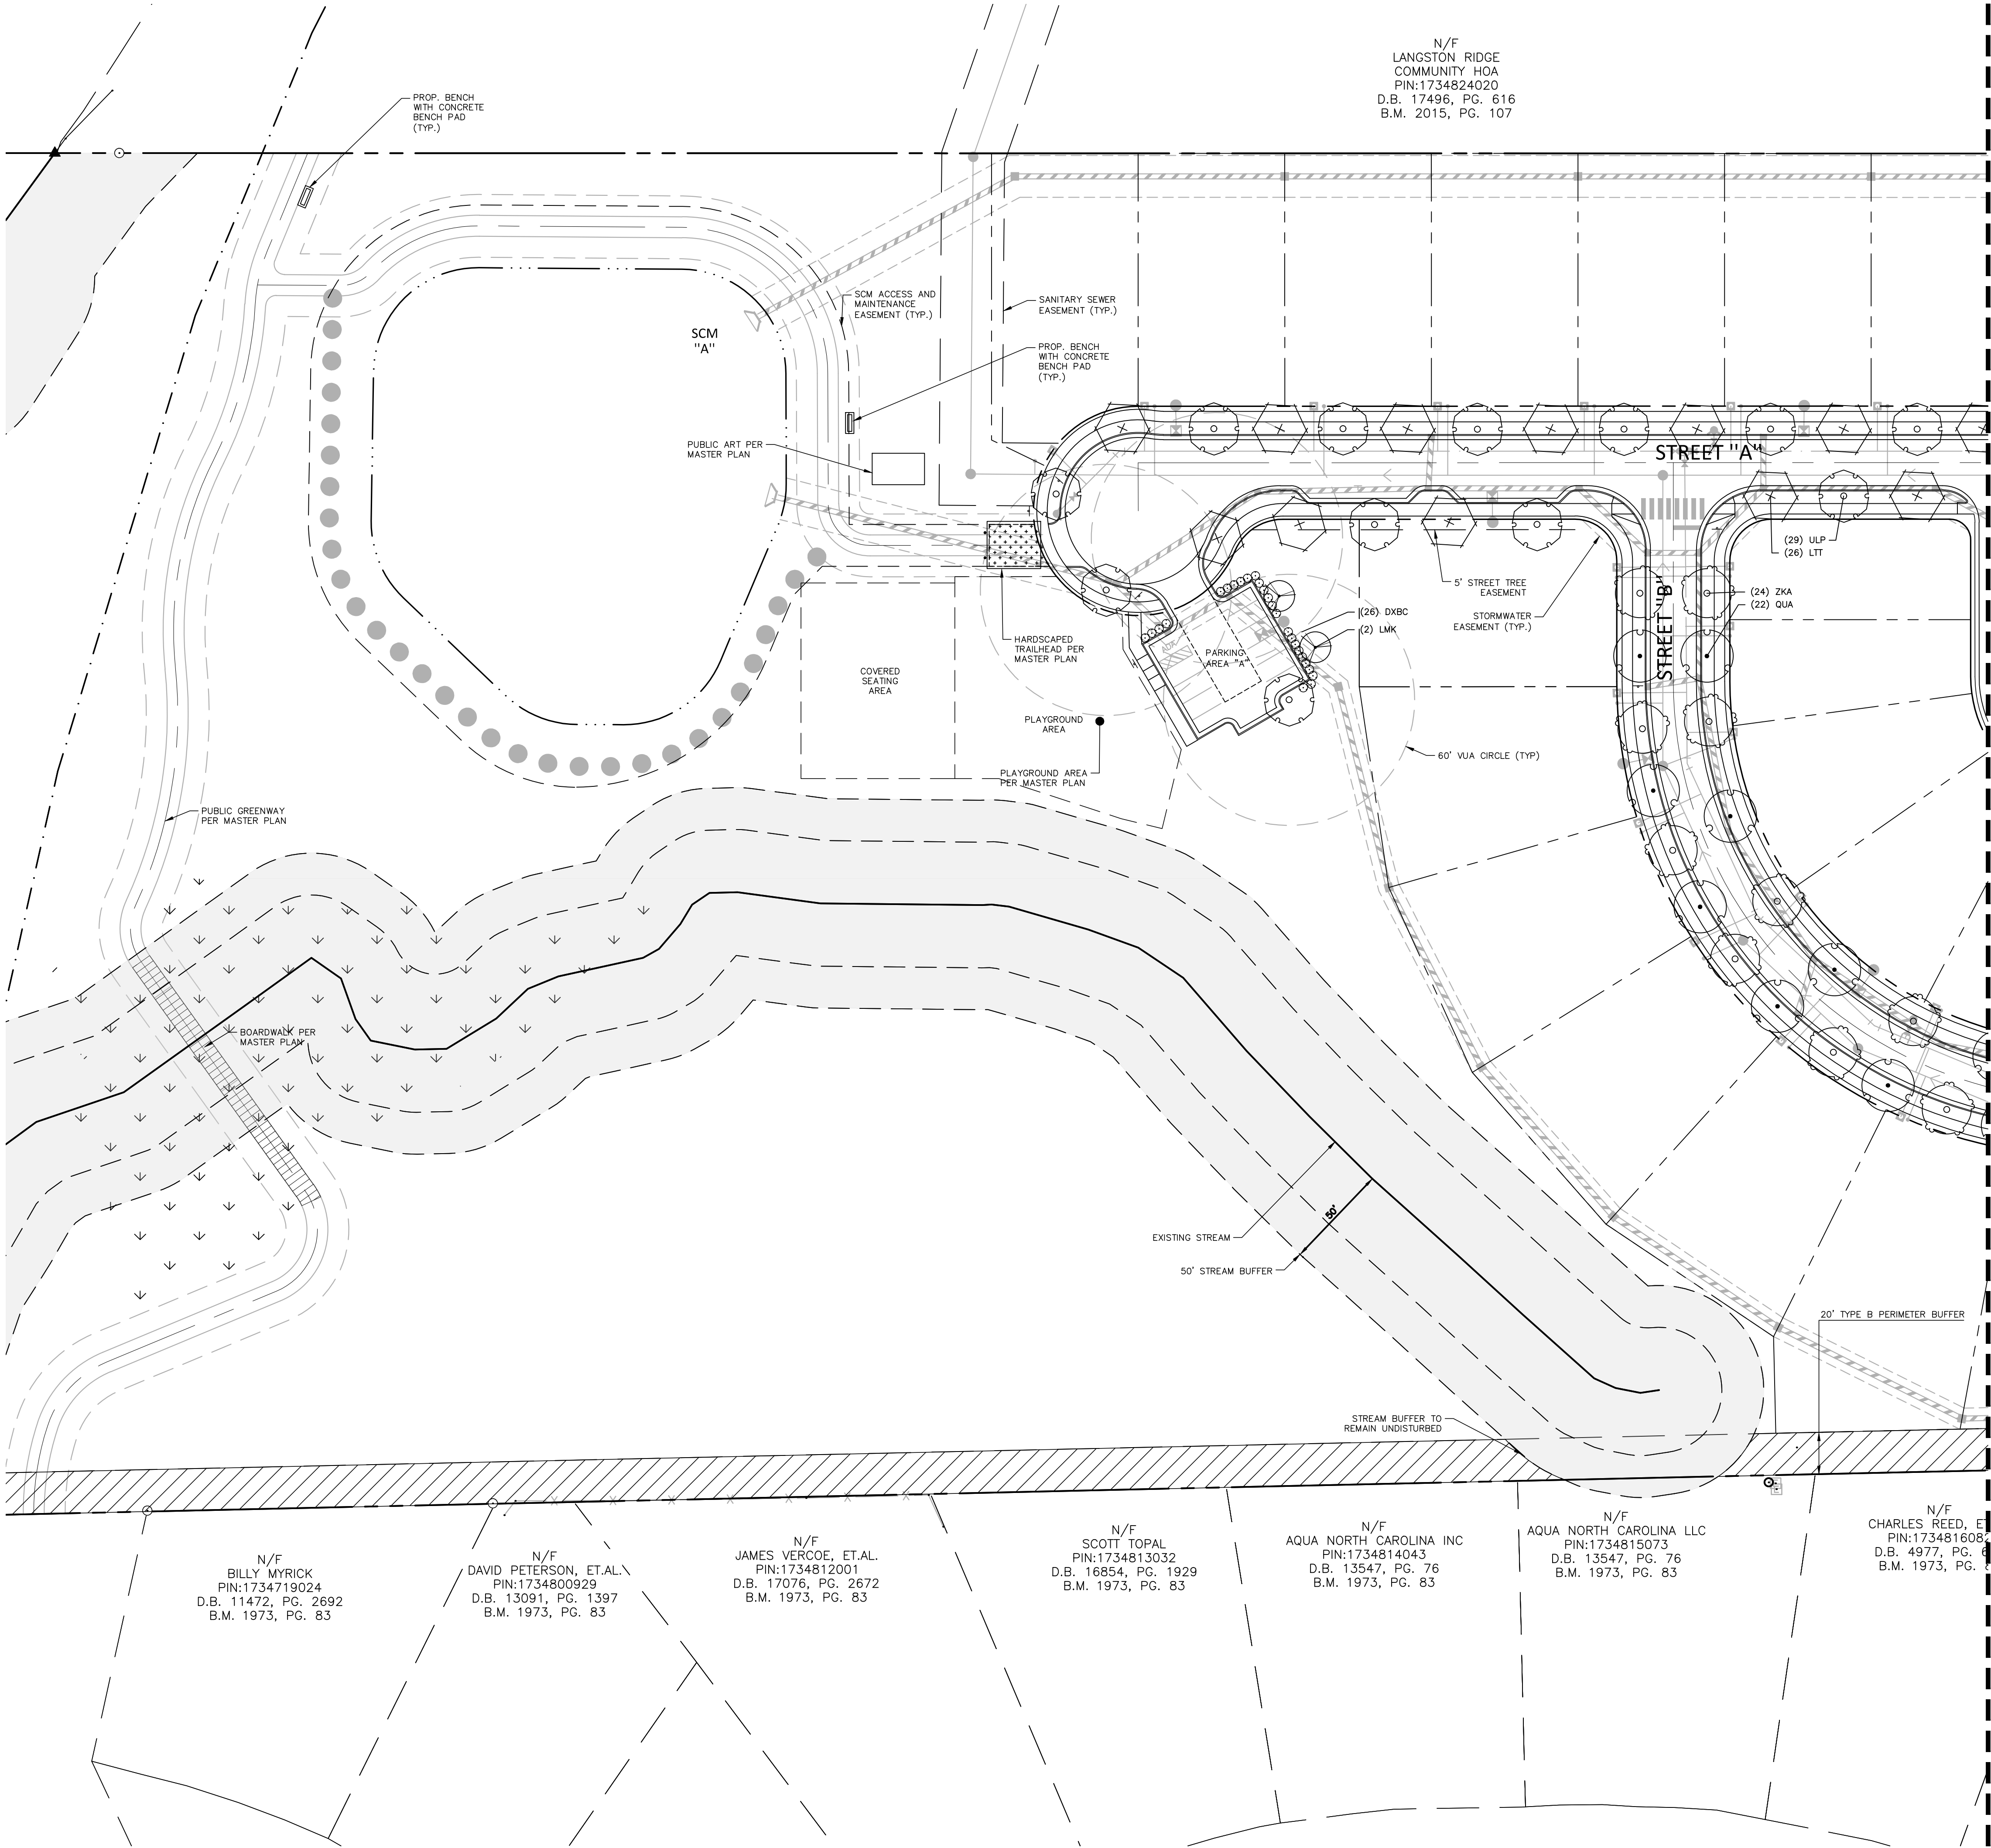 N/F
LANGSTON RIDGE
COMMUNITY HOA
PIN:1734824020
D.B. 17496, PG. 616
B.M. 2015, PG. 107
PROP. BENCH
WITH CONCRETE
BENCH PAD
(TYP.)
SCM ACCESS AND
MAINTENANCE
EASEMENT (TYP.)
SANITARY SEWER
EASEMENT (TYP.)
SCM
"A"
PROP. BENCH
WITH CONCRETE
BENCH PAD
(TYP.)
PUBLIC ART PER
MASTER PLAN
STREET "A"
(29) ULP
(26) LTT
5' STREET TREE
EASEMENT
STORMWATER
EASEMENT (TYP.)
STREET "B"
(24) ZKA
(22) QUA
(26) DXBC
(2) LMK
HARDSCAPED
TRAILHEAD PER
MASTER PLAN
PARKING
AREA "A"
COVERED
SEATING
AREA
PLAYGROUND
AREA
PLAYGROUND AREA
PER MASTER PLAN
60' VUA CIRCLE (TYP)
PUBLIC GREENWAY
PER MASTER PLAN
BOARDWALK PER
MASTER PLAN
50'
EXISTING STREAM
50' STREAM BUFFER
20' TYPE B PERIMETER BUFFER
STREAM BUFFER TO
REMAIN UNDISTURBED
N/F
BILLY MYRICK
PIN:1734719024
D.B. 11472, PG. 2692
B.M. 1973, PG. 83
N/F
DAVID PETERSON, ET.AL.
PIN:1734800929
D.B. 13091, PG. 1397
B.M. 1973, PG. 83
N/F
JAMES VERCOE, ET.AL.
PIN:1734812001
D.B. 17076, PG. 2672
B.M. 1973, PG. 83
N/F
SCOTT TOPAL
PIN:1734813032
D.B. 16854, PG. 1929
B.M. 1973, PG. 83
N/F
AQUA NORTH CAROLINA INC
PIN:1734814043
D.B. 13547, PG. 76
B.M. 1973, PG. 83
N/F
AQUA NORTH CAROLINA LLC
PIN:1734815073
D.B. 13547, PG. 76
B.M. 1973, PG. 83
N/F
CHARLES REED,
D.B. 4977, PG.
B.M. 1973, PG.